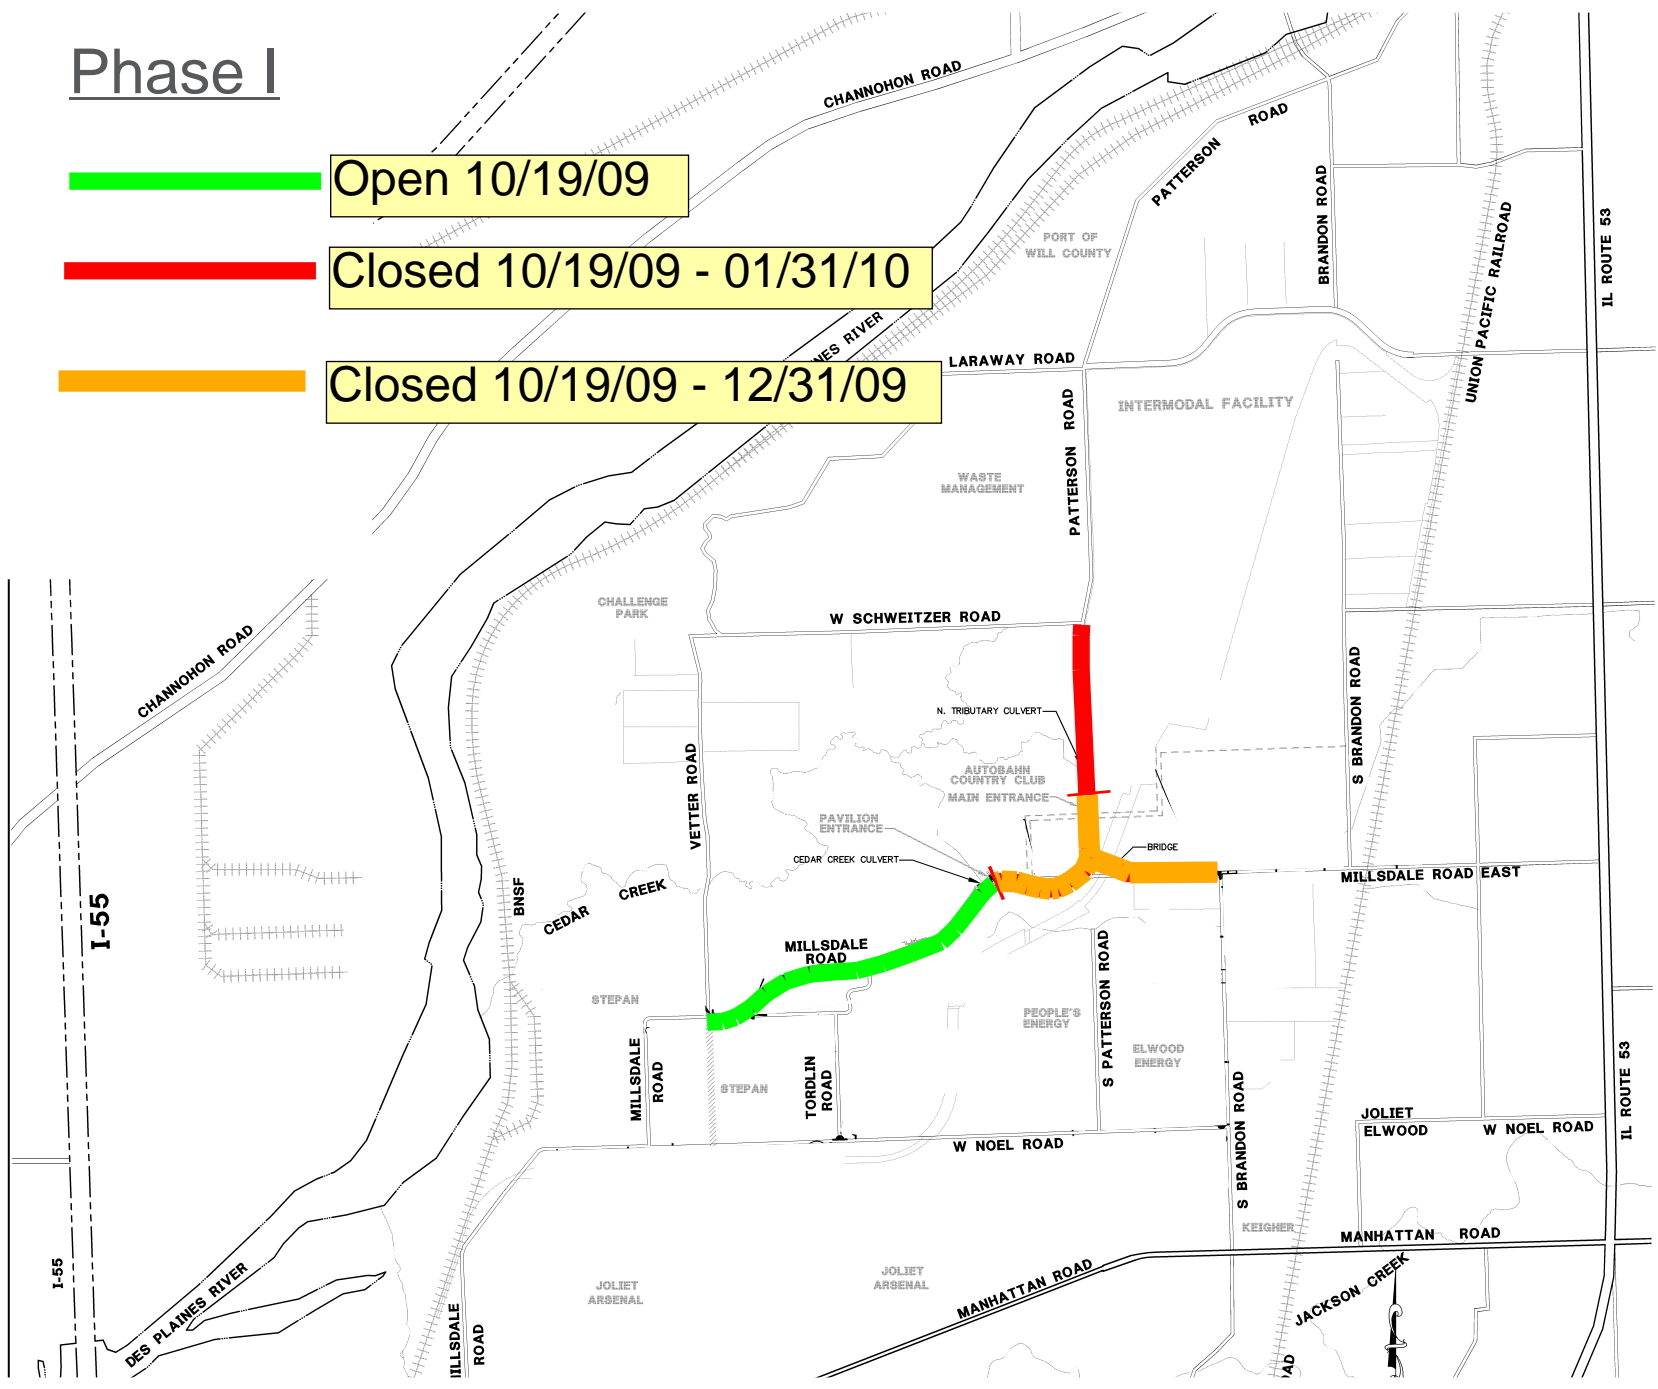 Phase I
Open 10/19/09
Closed 10/19/09 - 01/31/10
Closed 10/19/09 - 12/31/09
CHANNOHON ROAD
PATTERSON ROAD
BRANDON ROAD
UNION PACIFIC RAILROAD
IL ROUTE 53
PORT OF
WILL COUNTY
NES RIVER
LARAWAY ROAD
PATTERSON ROAD
INTERMODAL FACILITY
WASTE
MANAGEMENT
CHALLENGE
PARK
W SCHWEITZER ROAD
CHANNOHON ROAD
N. TRIBUTARY CULVERT
S BRANDON ROAD
VETTER ROAD
AUTOBAHN
COUNTRY CLUB
MAIN ENTRANCE
PAVILION
ENTRANCE
CEDAR CREEK CULVERT
BRIDGE
MILLSDALE ROAD EAST
I-55
BNSF
CEDAR CREEK
MILLSDALE
ROAD
S PATTERSON ROAD
STEPAN
PEOPLE'S
ENERGY
ELWOOD
ENERGY
MILLSDALE
ROAD
STEPAN
TORDLIN
ROAD
S BRANDON ROAD
JOLIET
ELWOOD
W NOEL ROAD
IL ROUTE 53
W NOEL ROAD
KEIGHER
MANHATTAN ROAD
I-55
DES PLAINES RIVER
JOLIET
ARSENAL
JOLIET
ARSENAL
MANHATTAN ROAD
JACKSON CREEK
ILLSDALE
ROAD
AD